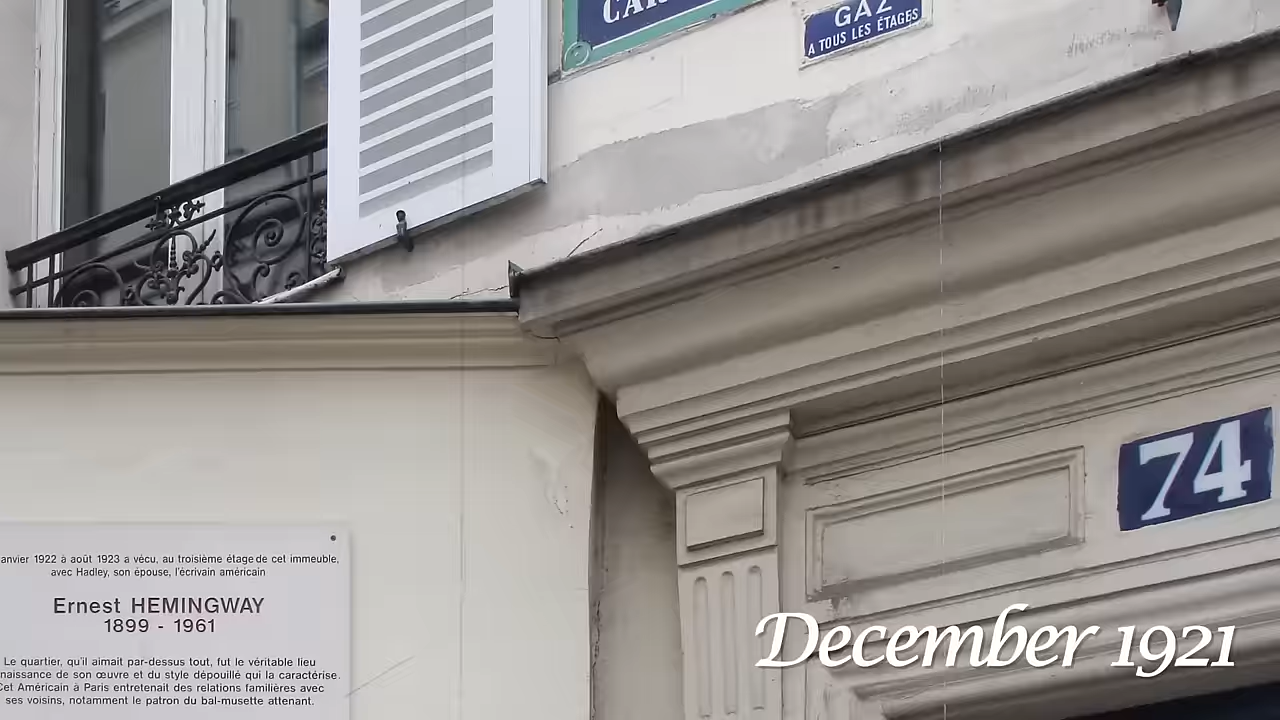 GAZ
A TOUS LES ÉTAGES
74
anvier 1922 à août 1923 a vécu, au troisième étage de cet immeuble,
avec Hadley, son épouse, l'écrivain américain
Ernest HEMINGWAY
1899 - 1961
Le quartier, qu'il aimait par-dessus tout, fut le véritable lieu
naissance de son œuvre et du style depouillé qui la caractérise.
Cet Américain à Paris entretenait des relations familières avec
ses voisins, notamment le patron du bal-musette attenant.
December 1921